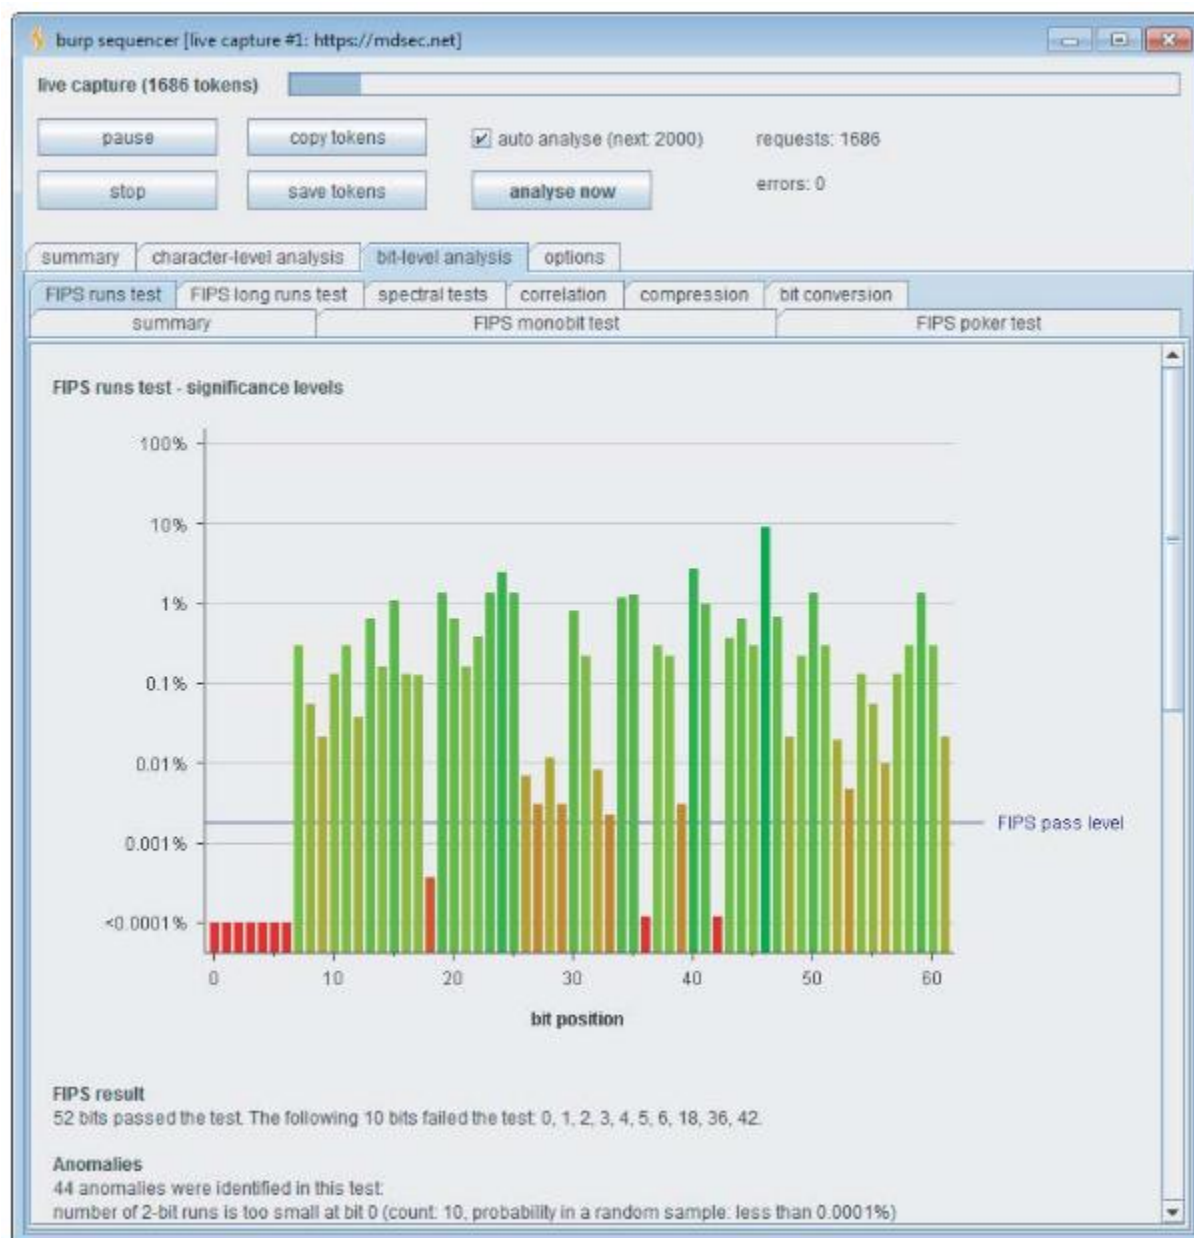 burp sequencer [live capture #1: https://mdsec.net]
live capture (1686 tokens)
pause copy tokens auto analyse (next: 2000) requests: 1686
stop save tokens analyse now errors: 0
summary character-level analysis bit-level analysis options
FIPS runs test FIPS long runs test spectral tests correlation compression bit conversion
summary FIPS monobit test FIPS poker test
FIPS runs test - significance levels
100%
10%
1%
0.1%
0.01%
FIPS pass level
0.001%
<0.0001%
0 10 20 30 40 50 60
bit position
FIPS result
52 bits passed the test. The following 10 bits failed the test: 0, 1, 2, 3, 4, 5, 6, 18, 36, 42.
Anomalies
44 anomalies were identified in this test:
number of 2-bit runs is too small at bit 0 (count: 10, probability in a random sample: less than 0.0001%)